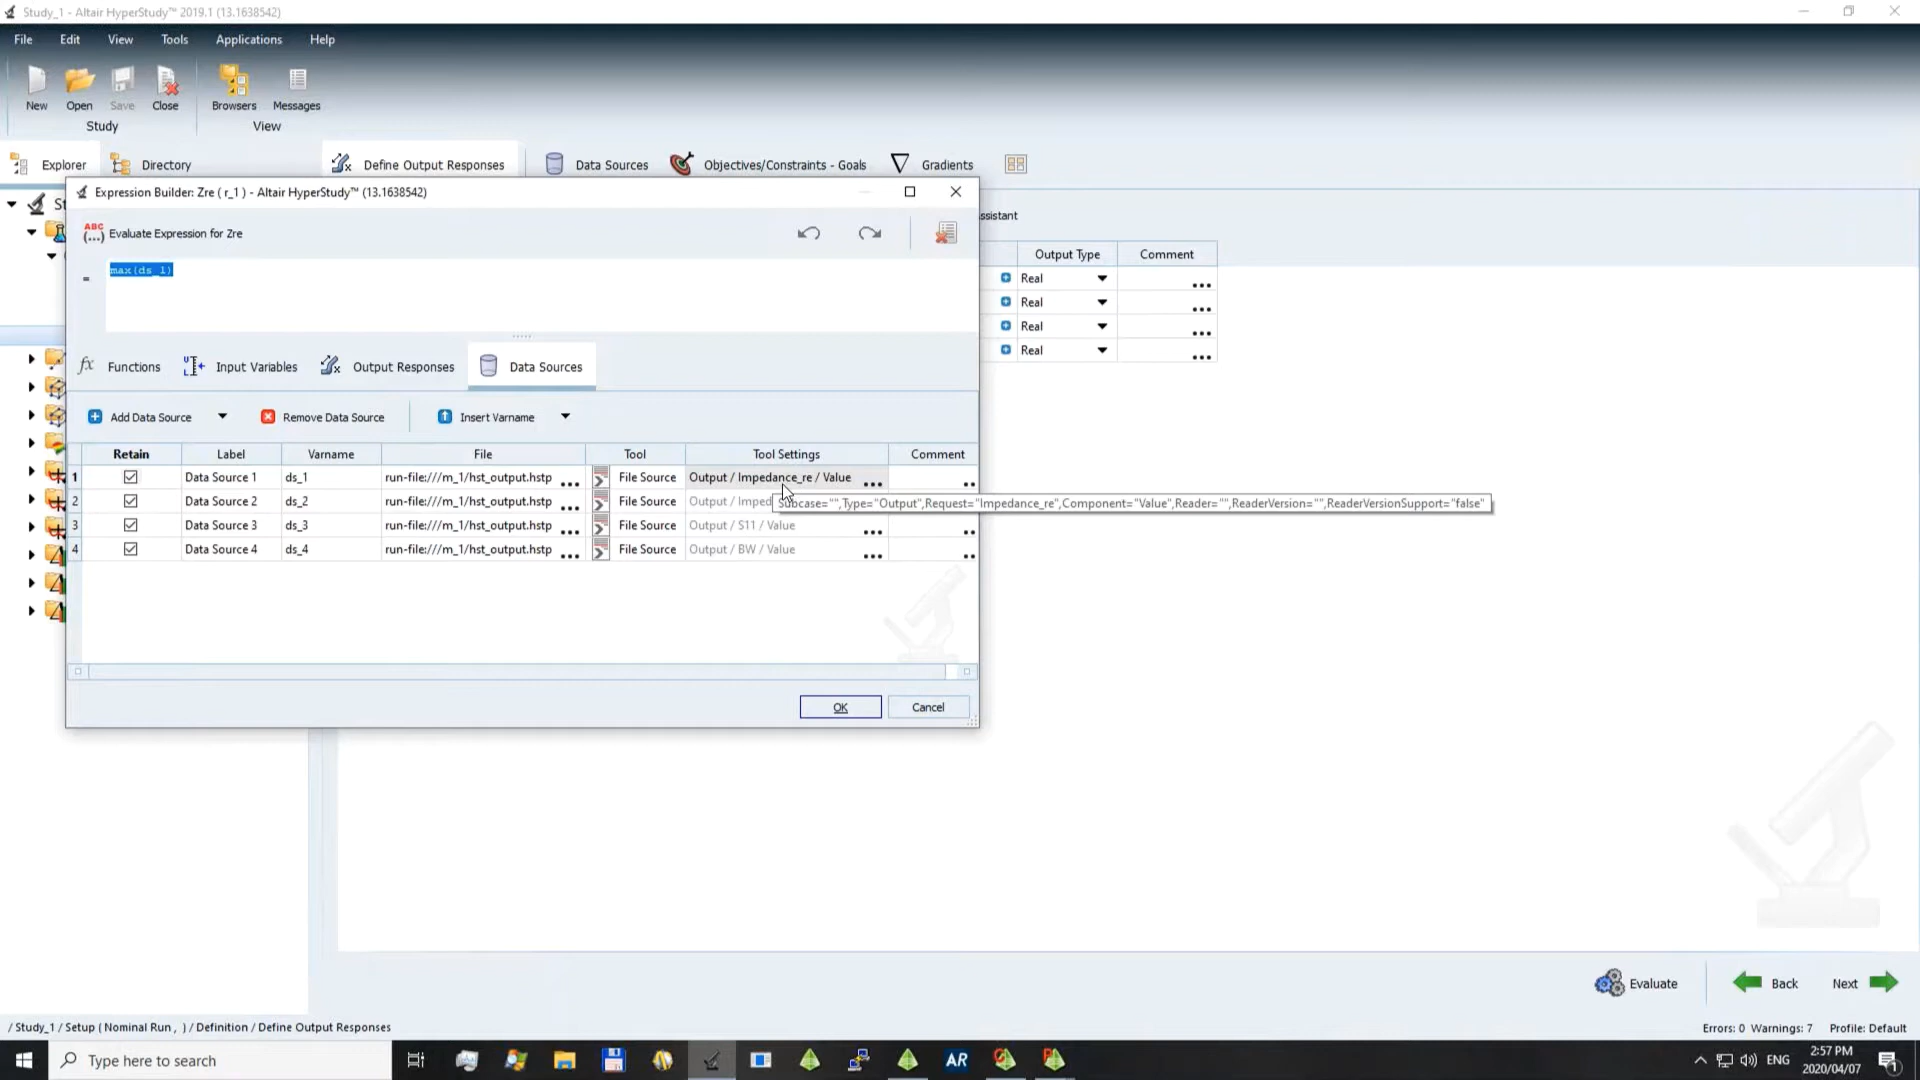 Study_1 - Altair HyperStudy™ 2019.1 (13.1638542)
File Edit View Tools Applications Help
New Open Save Close Browsers Messages
Study View
Explorer Directory Define Output Responses Data Sources Objectives/Constraints - Goals Gradients
Expression Builder: Zre ( r_1 ) - Altair HyperStudy™ (13.1638542)
St
ssistant
ABC (...) Evaluate Expression for Zre
Output Type Comment
= max(ds_1)
Real ...
Real ...
Real ...
Real ...
fx Functions Input Variables Output Responses Data Sources
Add Data Source Remove Data Source Insert Varname
Retain Label Varname File Tool Tool Settings Comment
1 Data Source 1 ds_1 run-file:///m_1/hst_output.hstp ... File Source Output / Impedance_re / Value ... ..
2 Data Source 2 ds_2 run-file:///m_1/hst_output.hstp ... File Source Output / Imped
Subcase="",Type="Output",Request="Impedance_re",Component="Value",Reader="",ReaderVersion="",ReaderVersionSupport="false"
3 Data Source 3 ds_3 run-file:///m_1/hst_output.hstp ... File Source Output / S11 / Value ... ..
4 Data Source 4 ds_4 run-file:///m_1/hst_output.hstp ... File Source Output / BW / Value ... ..
OK Cancel
Evaluate Back Next
/ Study_1 / Setup ( Nominal Run , ) / Definition / Define Output Responses
Errors: 0 Warnings: 7 Profile: Default
Type here to search
AR
ENG
2:57 PM
2020/04/07
1